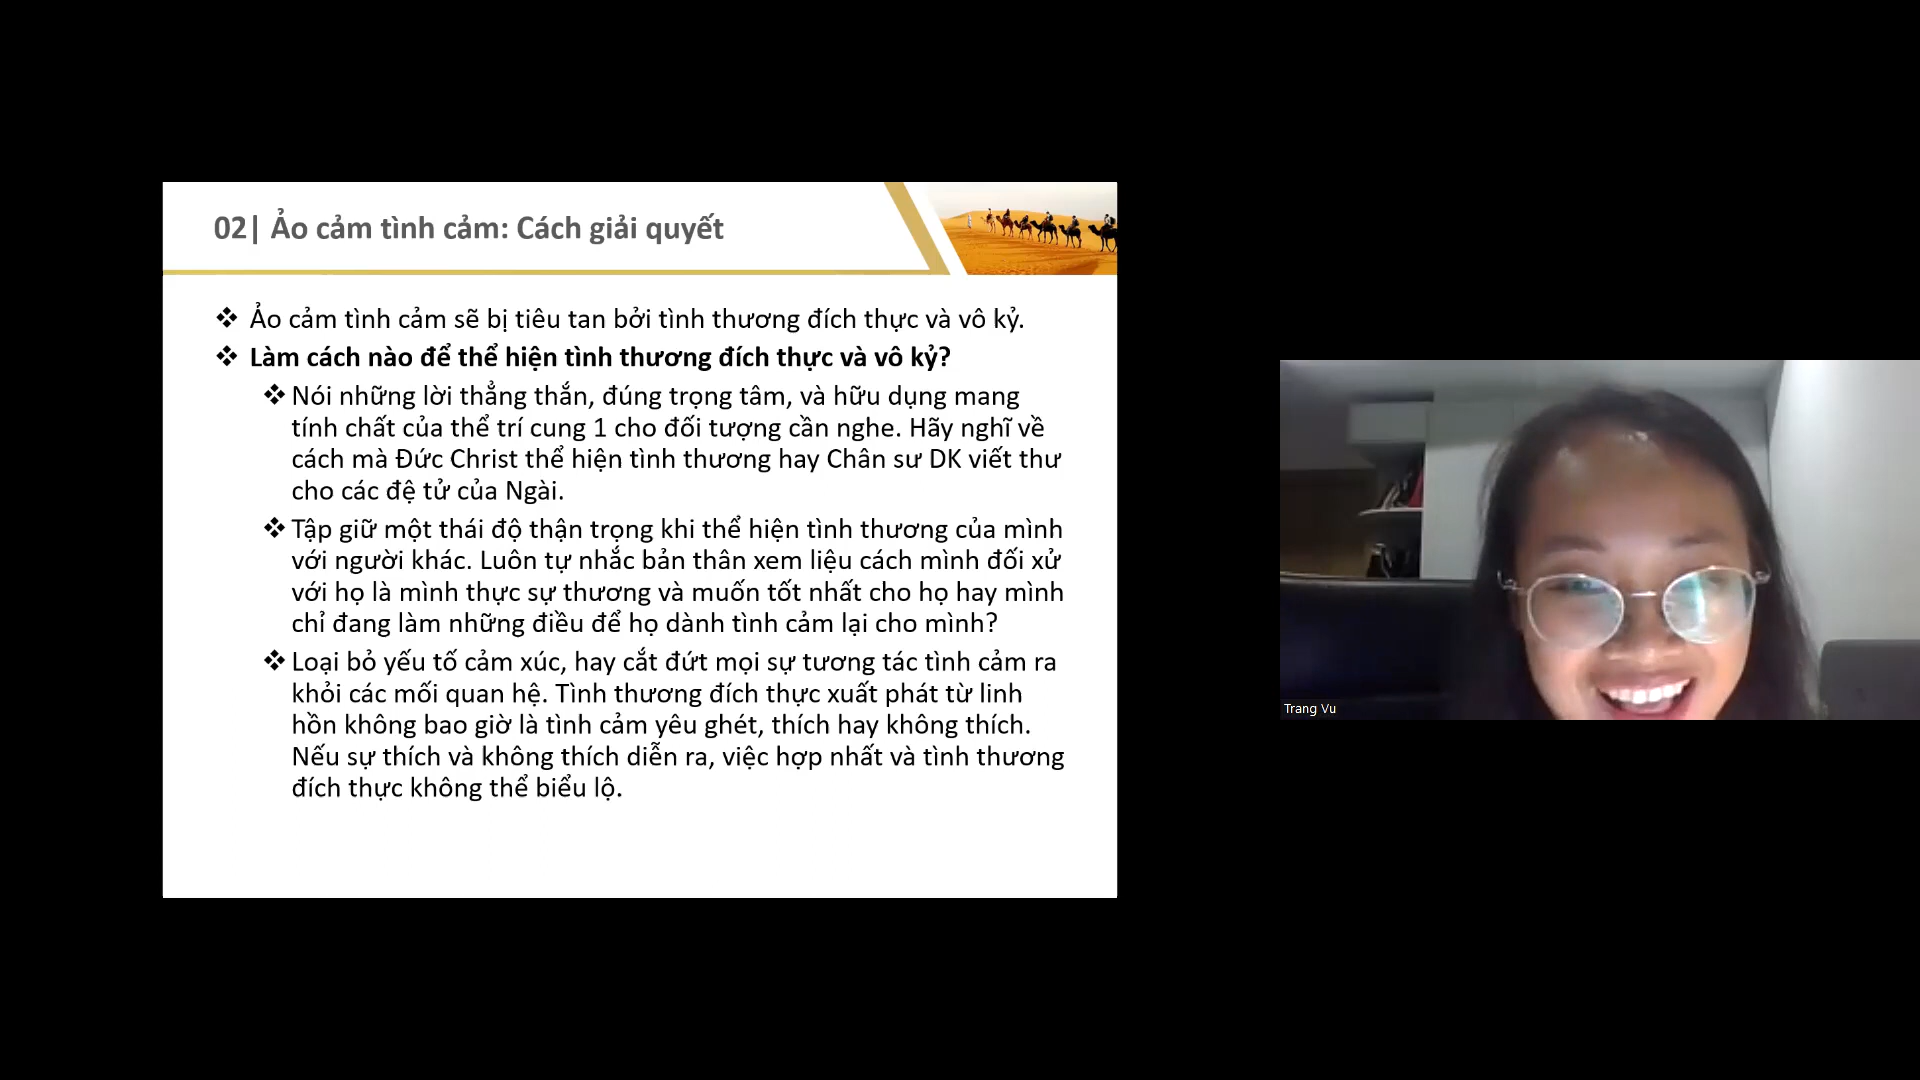 02| Ảo cảm tình cảm: Cách giải quyết
❖ Ảo cảm tình cảm sẽ bị tiêu tan bởi tình thương đích thực và vô kỷ.
❖ Làm cách nào để thể hiện tình thương đích thực và vô kỷ?
❖ Nói những lời thẳng thắn, đúng trọng tâm, và hữu dụng mang
tính chất của thể trí cung 1 cho đối tượng cần nghe. Hãy nghĩ về
cách mà Đức Christ thể hiện tình thương hay Chân sư DK viết thư
cho các đệ tử của Ngài.
❖ Tập giữ một thái độ thận trọng khi thể hiện tình thương của mình
với người khác. Luôn tự nhắc bản thân xem liệu cách mình đối xử
với họ là mình thực sự thương và muốn tốt nhất cho họ hay mình
chỉ đang làm những điều để họ dành tình cảm lại cho mình?
❖ Loại bỏ yếu tố cảm xúc, hay cắt đứt mọi sự tương tác tình cảm ra
khỏi các mối quan hệ. Tình thương đích thực xuất phát từ linh
hồn không bao giờ là tình cảm yêu ghét, thích hay không thích.
Nếu sự thích và không thích diễn ra, việc hợp nhất và tình thương
đích thực không thể biểu lộ.
Trang Vu